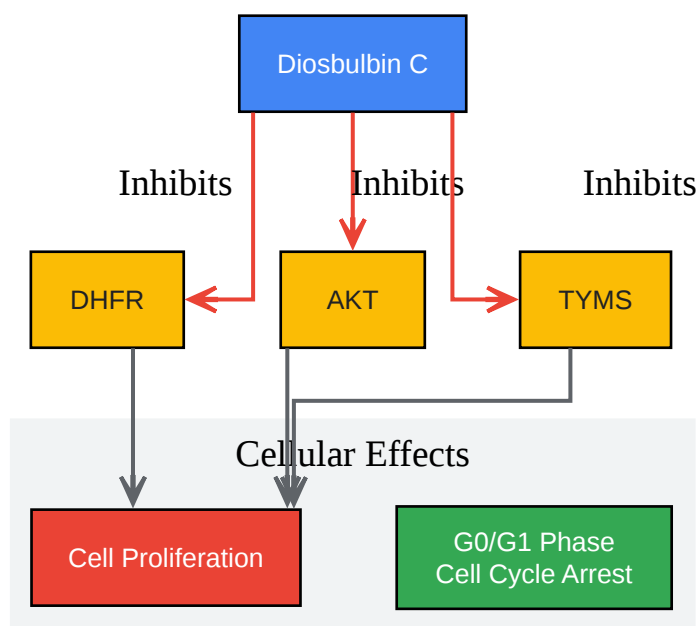 Diosbulbin C
Inhibits
Inhibits
Inhibits
DHFR
AKT
TYMS
Cellular Effects
Cell Proliferation
G0/G1 Phase
Cell Cycle Arrest